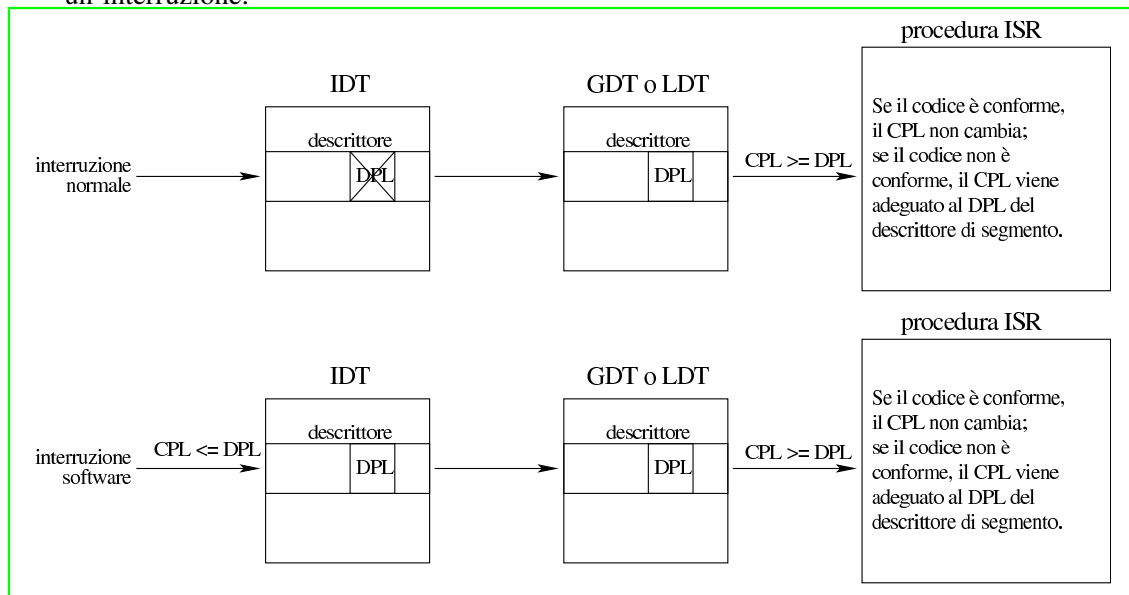 un'interruzione.
procedura ISR
IDT
GDT o LDT
Se il codice è conforme,
il CPL non cambia;
se il codice non è
conforme, il CPL viene
adeguato al DPL del
descrittore di segmento.
descrittore
descrittore
interruzione
normale
DPL
DPL
CPL >= DPL
procedura ISR
IDT
GDT o LDT
Se il codice è conforme,
il CPL non cambia;
se il codice non è
conforme, il CPL viene
adeguato al DPL del
descrittore di segmento.
descrittore
descrittore
interruzione
software
CPL <= DPL
DPL
DPL
CPL >= DPL